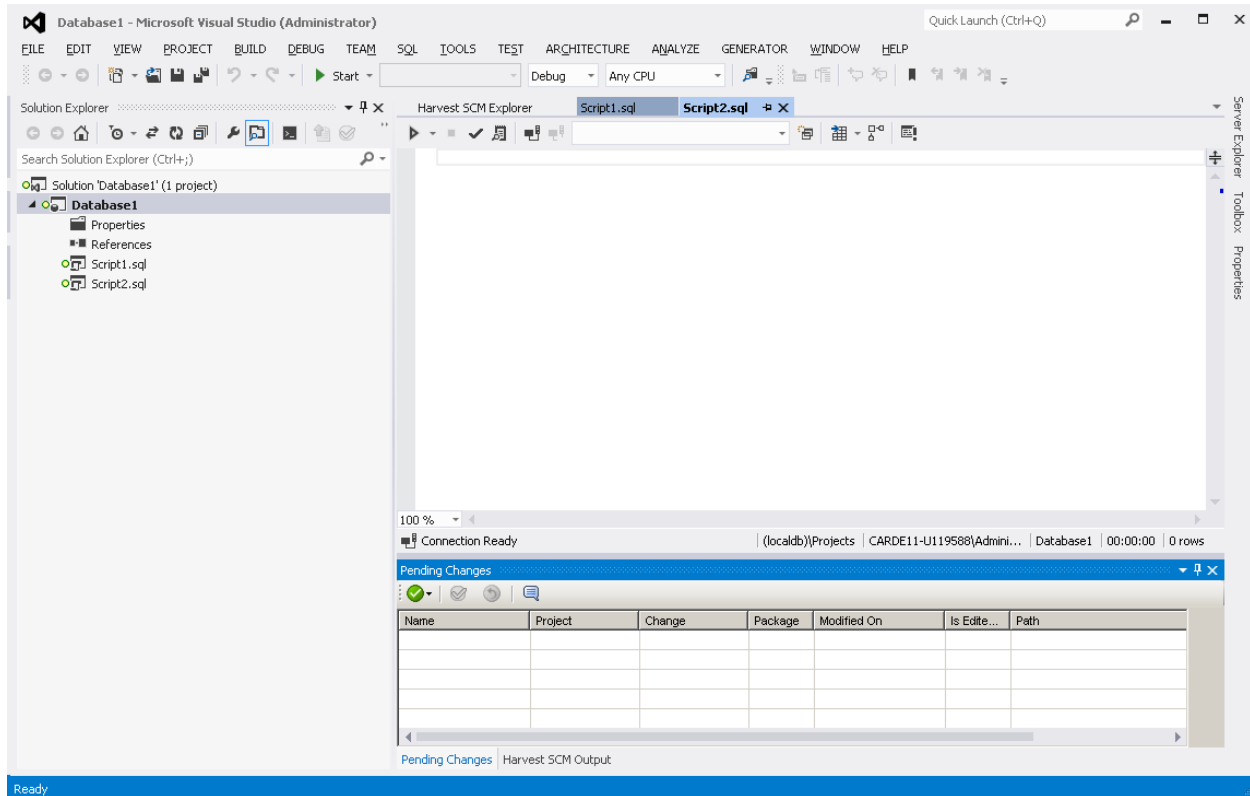 Database1 - Microsoft Visual Studio (Administrator)
Quick Launch (Ctrl+Q)
FILE EDIT VIEW PROJECT BUILD DEBUG TEAM SQL TOOLS TEST ARCHITECTURE ANALYZE GENERATOR WINDOW HELP
Start Debug Any CPU
Solution Explorer
Search Solution Explorer (Ctrl+;)
Solution 'Database1' (1 project)
Database1
Properties
References
Script1.sql
Script2.sql
Harvest SCM Explorer Script1.sql Script2.sql
100 %
Connection Ready (localdb)\Projects CARDE11-U119588\Admini... Database1 00:00:00 0 rows
Pending Changes
Name Project Change Package Modified On Is Edite... Path
Pending Changes Harvest SCM Output
Server Explorer
Toolbox
Properties
Ready